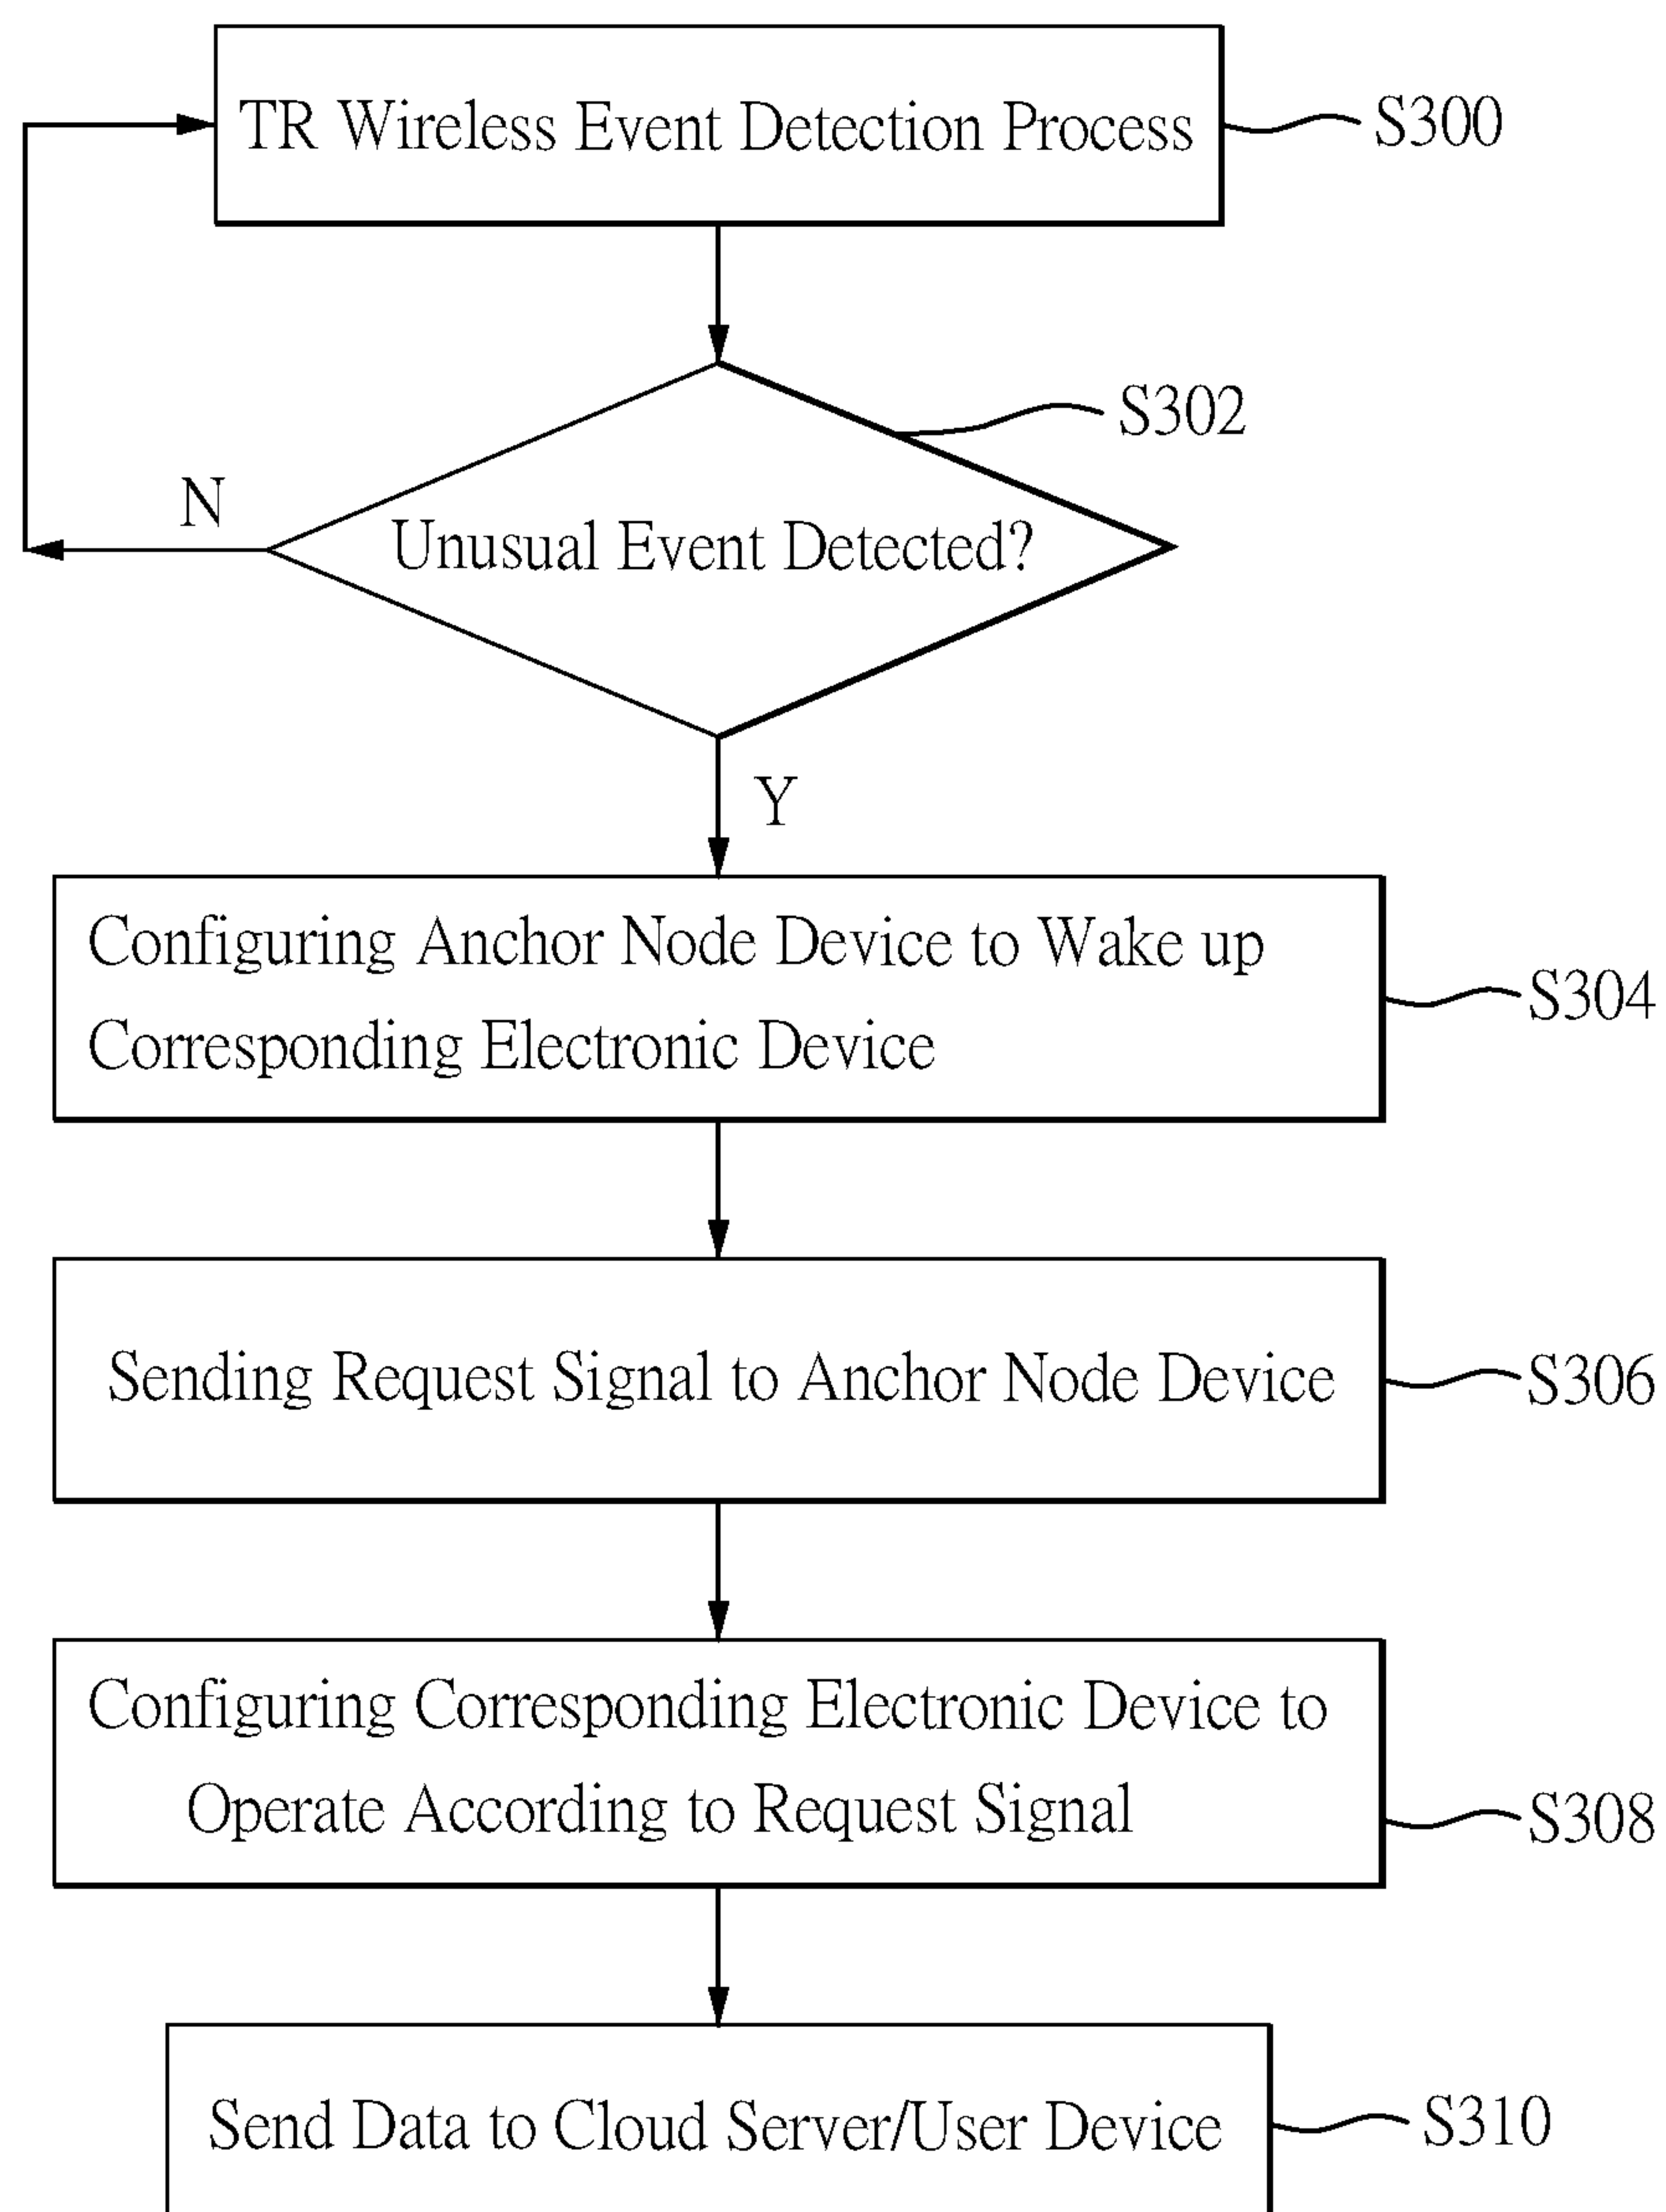 TR Wireless Event Detection Process
S300
S302
Unusual Event Detected?
N
Y
Configuring Anchor Node Device to Wake up
Corresponding Electronic Device
S304
Sending Request Signal to Anchor Node Device
S306
Configuring Corresponding Electronic Device to
Operate According to Request Signal
S308
Send Data to Cloud Server/User Device
S310